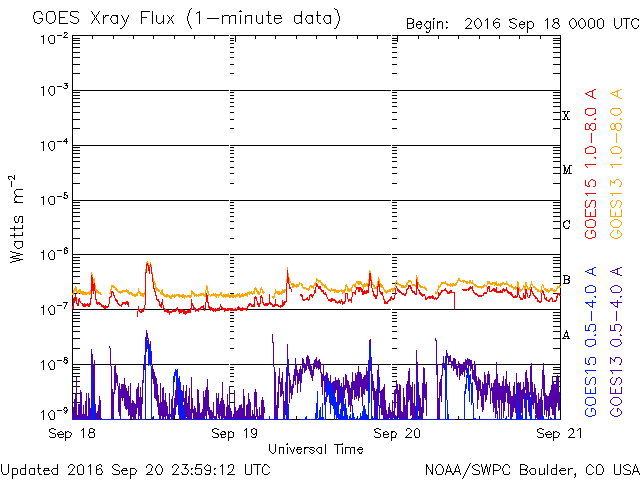 GOES Xray Flux (1-minute data)
Begin: 2016 Sep 18 0000 UTC
10-2
10-3
10-4
10-5
10-6
10-7
10-8
10-9
Watts m-2
X
M
C
B
A
GOES15 1.0-8.0 A
GOES13 1.0-8.0 A
GOES15 0.5-4.0 A
GOES13 0.5-4.0 A
Sep 18
Sep 19
Sep 20
Sep 21
Universal Time
Updated 2016 Sep 20 23:59:12 UTC
NOAA/SWPC Boulder, CO USA